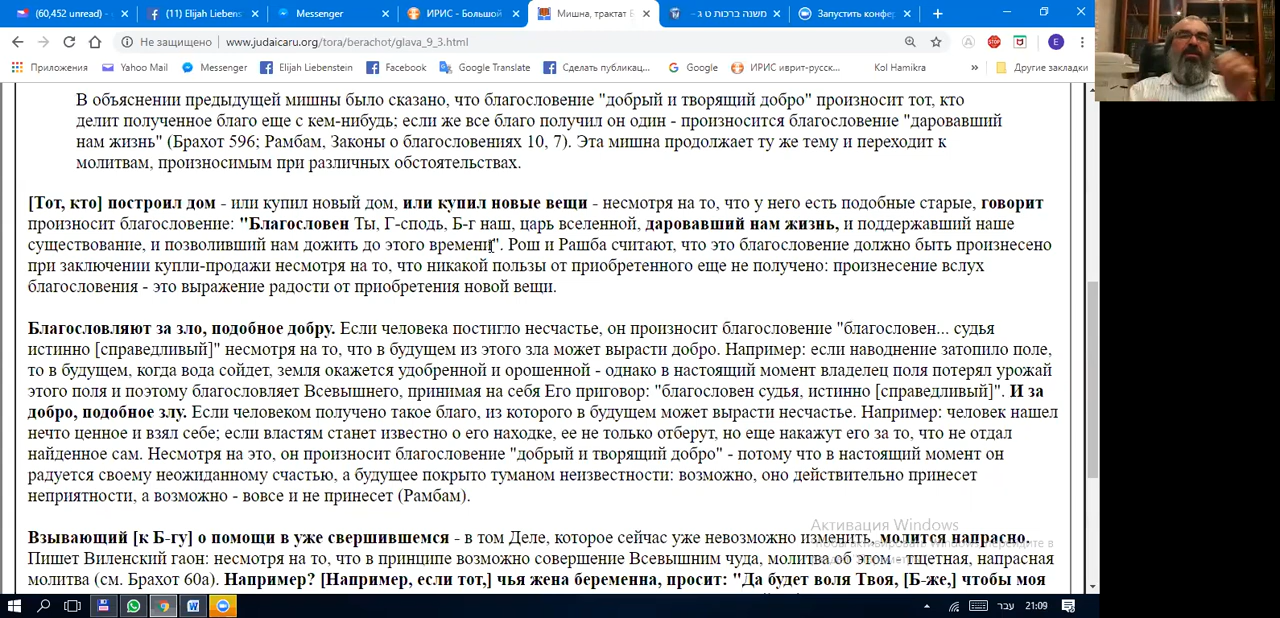 (60,452 unread) -
(11) Elijah Liebens
Messenger
ИРИС - Большой
Мишна, трактат Б
משנה ברכות ט ג -
Запустить конфе
Не защищено | www.judaicaru.org/tora/berachot/glava_9_3.html
Приложения Yahoo Mail Messenger Elijah Liebenstein Facebook Google Translate Сделать публикац... Google ИРИС иврит-русск... Kol Hamikra » Другие закладки
В объяснении предыдущей мишны было сказано, что благословение "добрый и творящий добро" произносит тот, кто
делит полученное благо еще с кем-нибудь; если же все благо получил он один - произносится благословение "даровавший
нам жизнь" (Брахот 596; Рамбам, Законы о благословениях 10, 7). Эта мишна продолжает ту же тему и переходит к
молитвам, произносимым при различных обстоятельствах.
[Тот, кто] построил дом - или купил новый дом, или купил новые вещи - несмотря на то, что у него есть подобные старые, говорит
произносит благословение: "Благословен Ты, Г-сподь, Б-г наш, царь вселенной, даровавший нам жизнь, и поддержавший наше
существование, и позволивший нам дожить до этого времени". Рош и Рашба считают, что это благословение должно быть произнесено
при заключении купли-продажи несмотря на то, что никакой пользы от приобретенного еще не получено: произнесение вслух
благословения - это выражение радости от приобретения новой вещи.
Благословляют за зло, подобное добру. Если человека постигло несчастье, он произносит благословение "благословен... судья
истинно [справедливый]" несмотря на то, что в будущем из этого зла может вырасти добро. Например: если наводнение затопило поле,
то в будущем, когда вода сойдет, земля окажется удобренной и орошенной - однако в настоящий момент владелец поля потерял урожай
этого поля и поэтому благословляет Всевышнего, принимая на себя Его приговор: "благословен судья, истинно [справедливый]". И за
добро, подобное злу. Если человеком получено такое благо, из которого в будущем может вырасти несчастье. Например: человек нашел
нечто ценное и взял себе; если властям станет известно о его находке, ее не только отберут, но еще накажут его за то, что не отдал
найденное сам. Несмотря на это, он произносит благословение "добрый и творящий добро" - потому что в настоящий момент он
радуется своему неожиданному счастью, а будущее покрыто туманом неизвестности: возможно, оно действительно принесет
неприятности, а возможно - вовсе и не принесет (Рамбам).
Активация Windows
Взывающий [к Б-гу] о помощи в уже свершившемся - в том Деле, которое сейчас уже невозможно изменить, молится напрасно.
Пишет Виленский гаон: несмотря на то, что в принципе возможно совершение Всевышним чуда, молитва об этом - тщетная, напрасная
молитва (см. Брахот 60а). Например? [Например, если тот,] чья жена беременна, просит: "Да будет воля Твоя, [Б-же,] чтобы моя
עבר 21:09